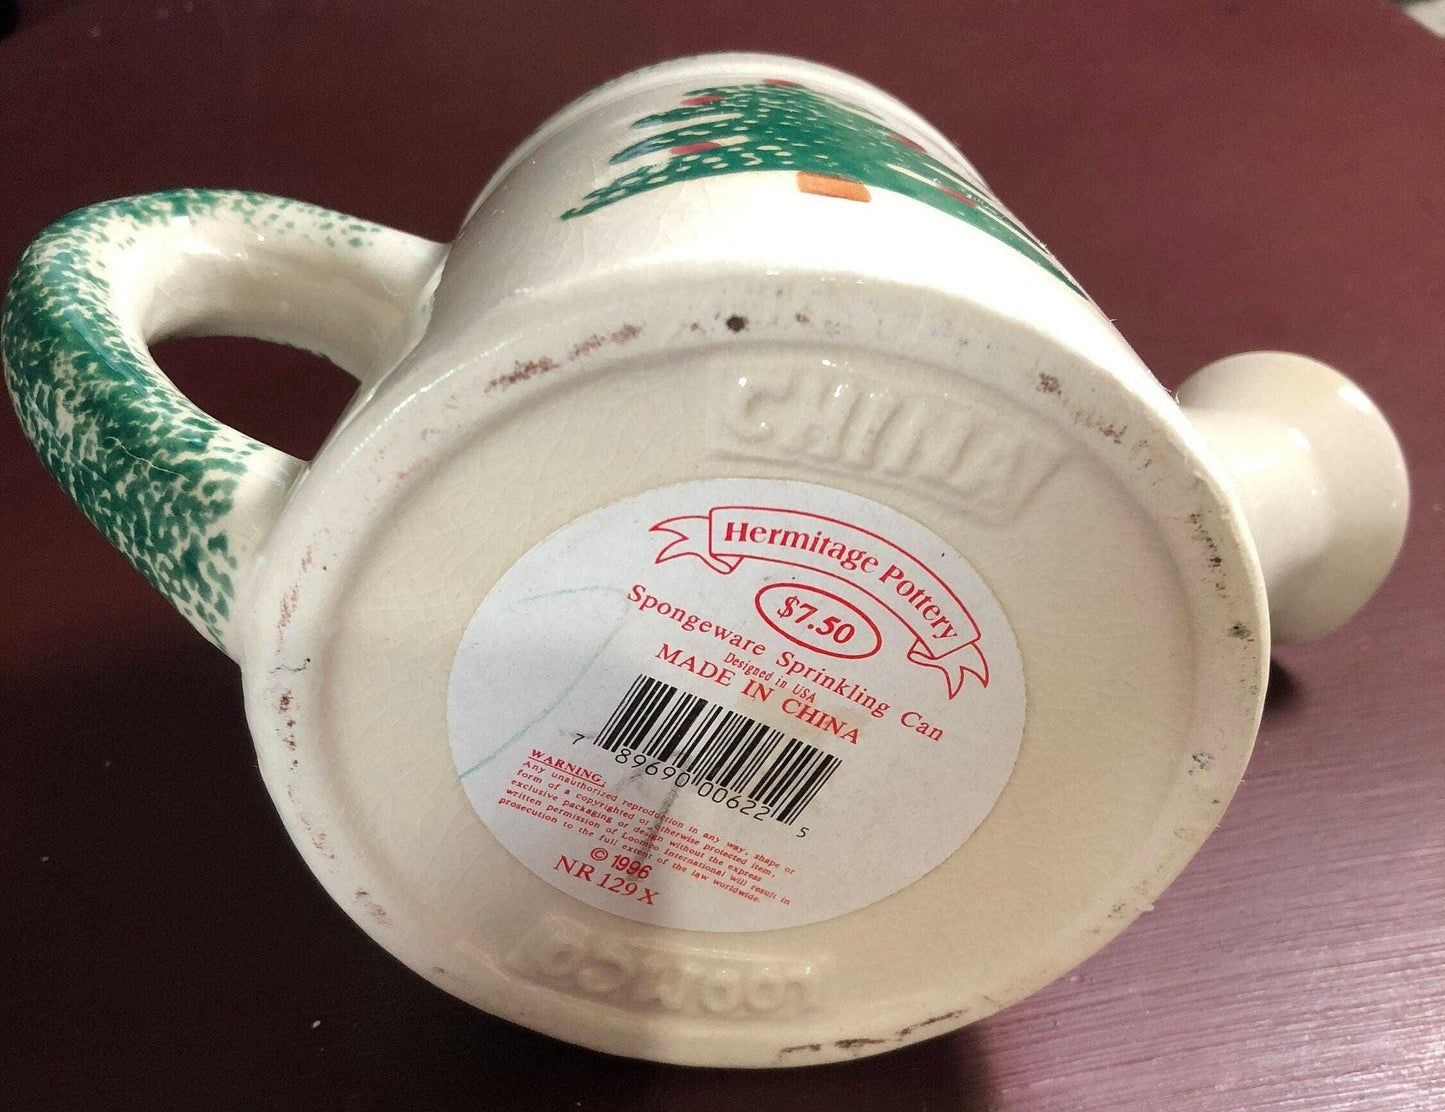 CHINA
Hermitage Pottery
$7.50
Spongeware Sprinkling Can
Designed in USA
MADE IN CHINA
7 89690 00622 5
WARNING:
Any unauthorized reproduction in any way, shape or
form of a copyrighted or otherwise protected item,
exclusive packaging or design without the express
written permission of Loomco International will result in
prosecution to the full extent of the law worldwide.
© 1996
NR 129 X
LOOMCO